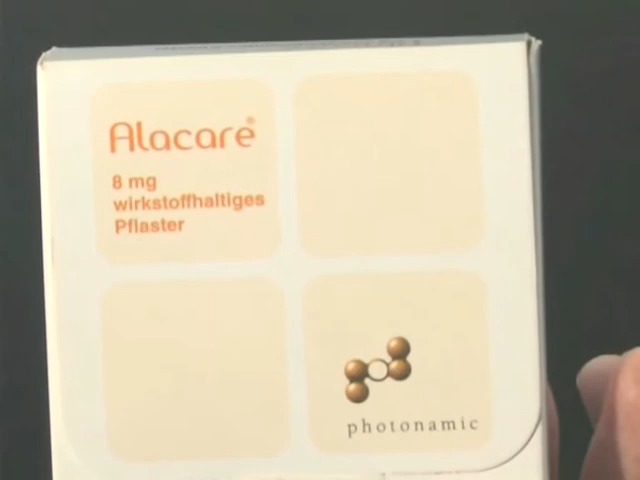 Alacare®
8 mg
wirkstoffhaltiges
Pflaster
photonamic